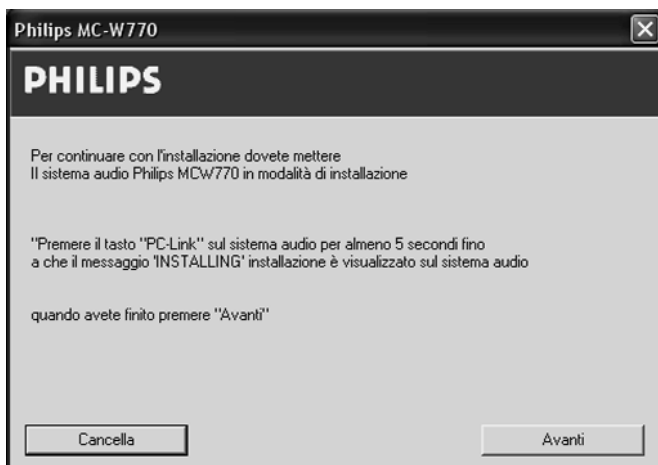 Philips MC-W770
PHILIPS
Per continuare con l'installazione dovete mettere
Il sistema audio Philips MCW770 in modalità di installazione
"Premere il tasto "PC-Link" sul sistema audio per almeno 5 secondi fino
a che il messaggio 'INSTALLING' installazione è visualizzato sul sistema audio
quando avete finito premere "Avanti"
Cancella
Avanti